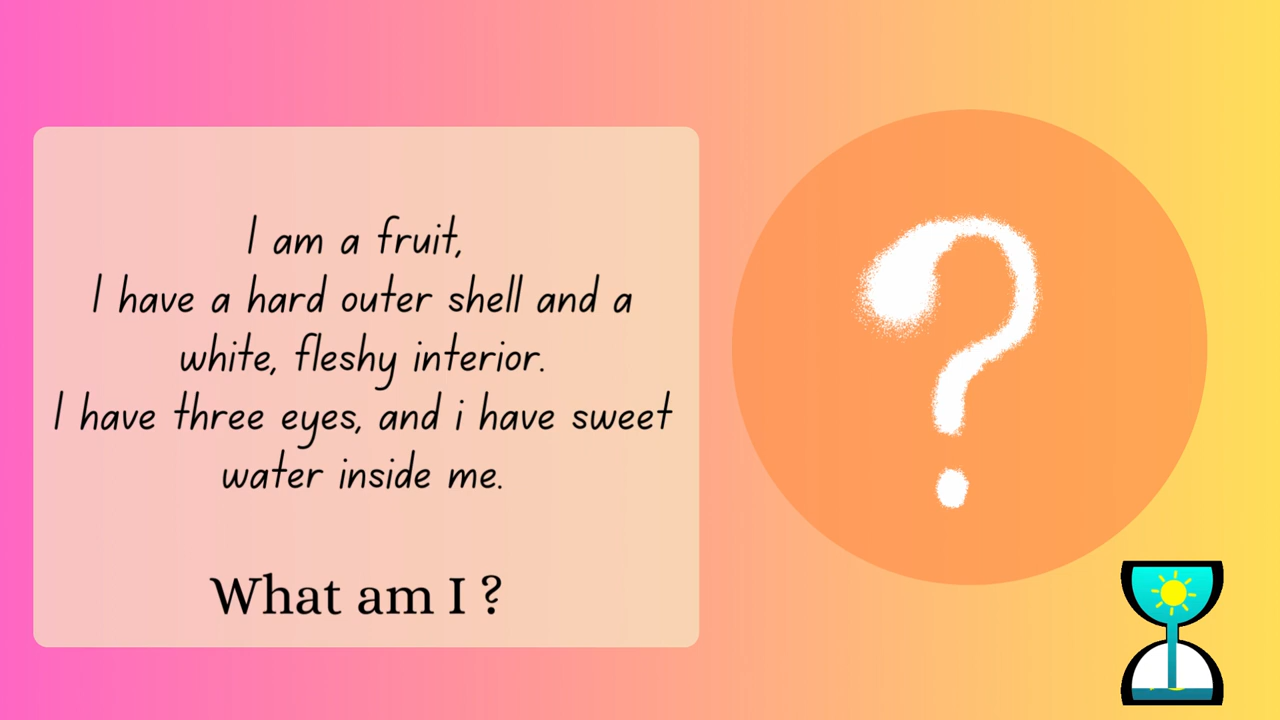 I am a fruit,
I have a hard outer shell and a
white, fleshy interior.
I have three eyes, and i have sweet
water inside me.
What am I ?
?